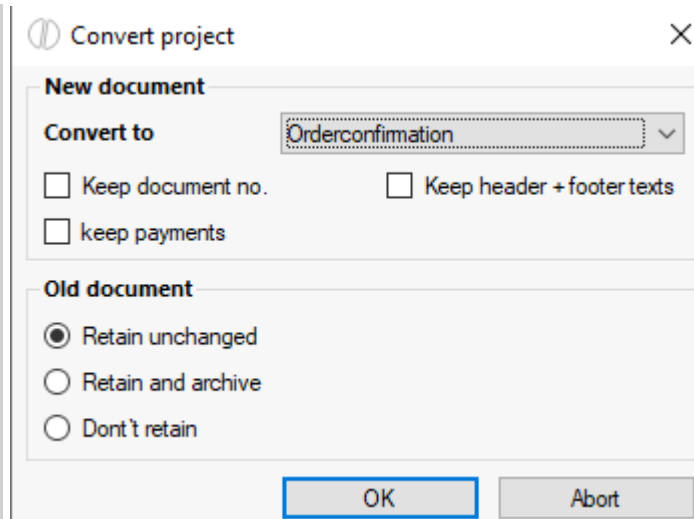 Convert project
New document
Convert to Orderconfirmation
Keep document no. Keep header + footer texts
keep payments
Old document
Retain unchanged
Retain and archive
Dont't retain
OK Abort